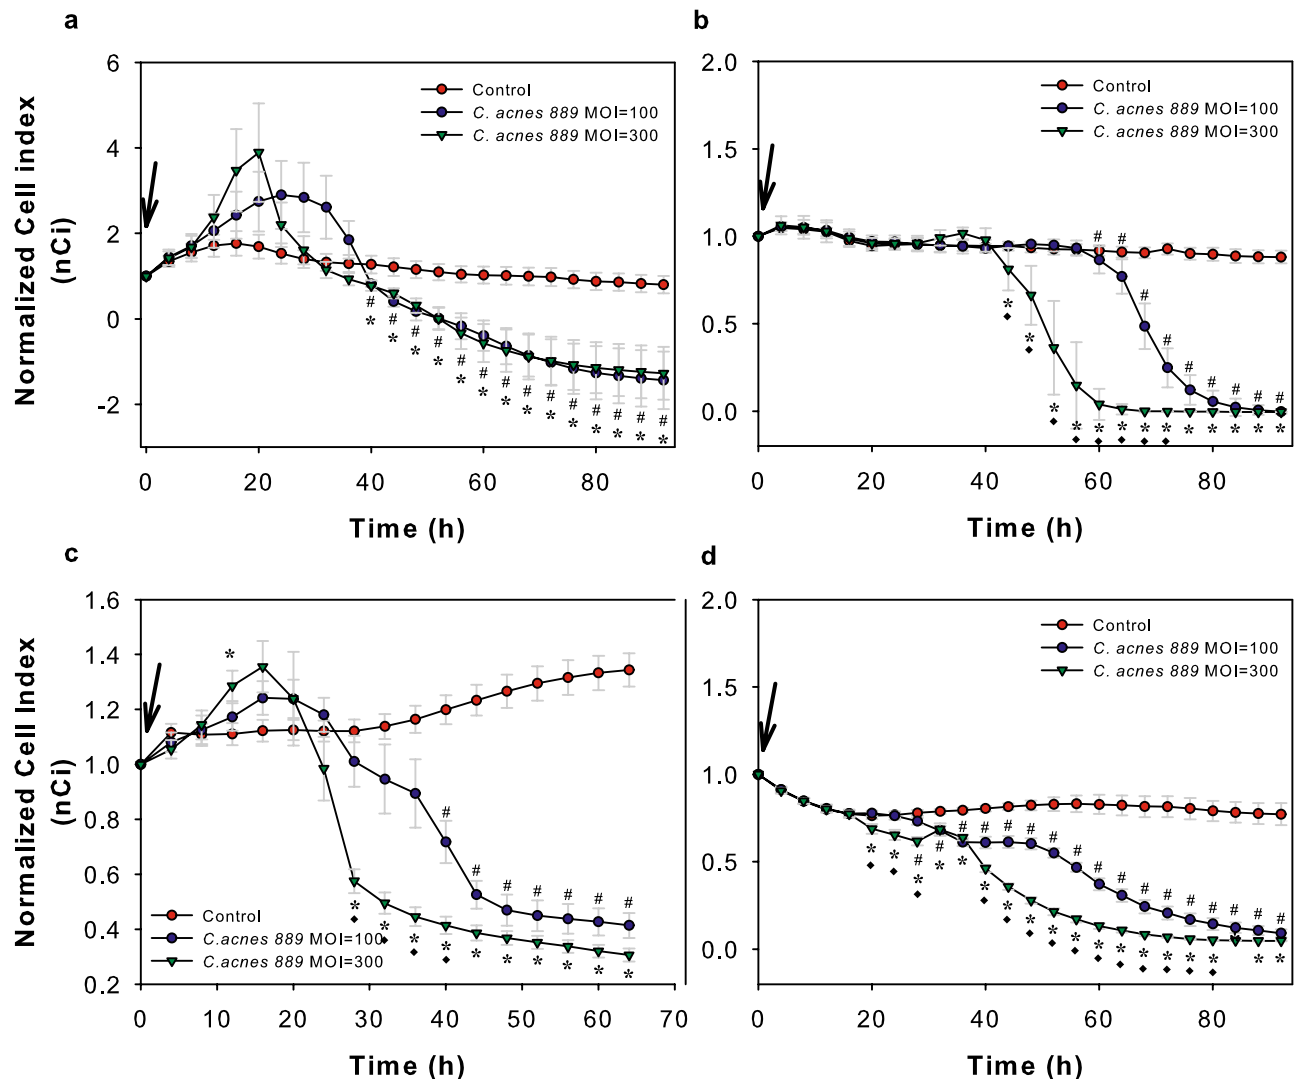 a
6
4
2
0
-2
0 20 40 60 80
Time (h)
Normalized Cell index
(nCi)
Control
C. acnes 889 MOI=100
C. acnes 889 MOI=300
# # # # # # # # # # # # # #
* * * * * * * * * * * * * *
b
2.0
1.5
1.0
0.5
0.0
0 20 40 60 80
Time (h)
Control
C. acnes 889 MOI=100
C. acnes 889 MOI=300
# # # # # # # # #
* * * * * * * * * * * * *
c
1.6
1.4
1.2
1.0
0.8
0.6
0.4
0.2
0 10 20 30 40 50 60 70
Time (h)
Normalized Cell Index
(nCi)
Control
C.acnes 889 MOI=100
C.acnes 889 MOI=300
*
# # # # # # #
* * * * * * * * * *
d
2.0
1.5
1.0
0.5
0.0
0 20 40 60 80
Time (h)
Control
C. acnes 889 MOI=100
C. acnes 889 MOI=300
# # # # # # # # # # # # # # # # #
* * * * * * * * * * * * * * * * * *